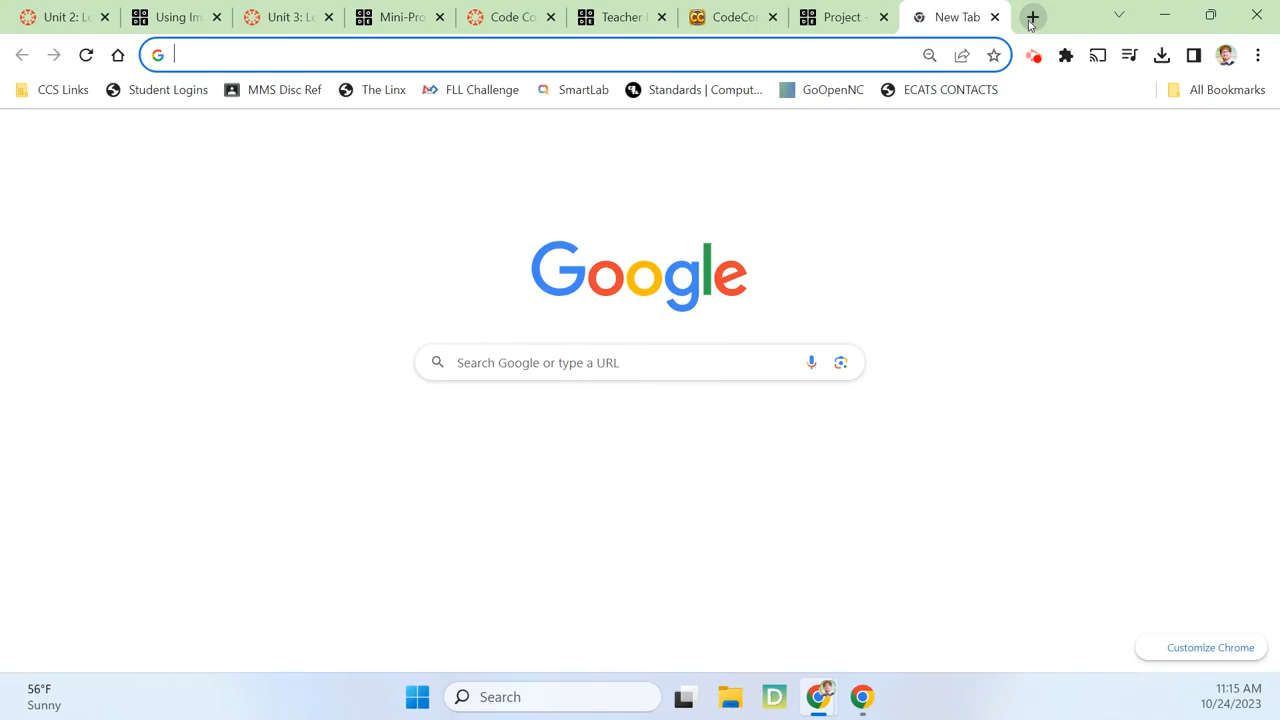 Unit 2: Le
Using Im
Unit 3: Le
Mini-Pro
Code Co
Teacher
CodeCor
Project -
New Tab
CCS Links
Student Logins
MMS Disc Ref
The Linx
FLL Challenge
SmartLab
Standards | Comput...
GoOpenNC
ECATS CONTACTS
All Bookmarks
Google
Search Google or type a URL
Customize Chrome
56°F
Sunny
Search
D
11:15 AM
10/24/2023